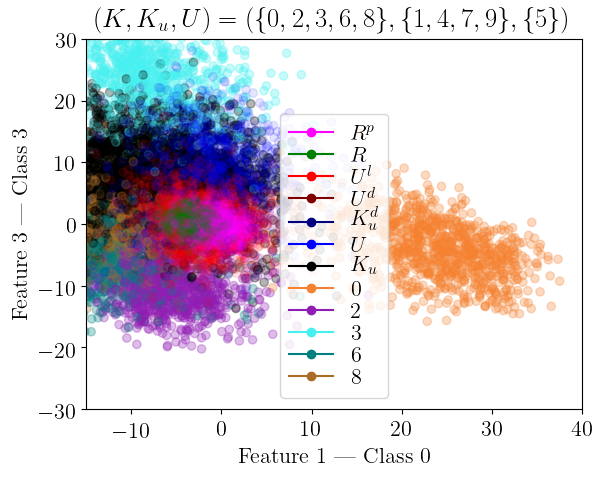 (K, K_u, U) = ({0, 2, 3, 6, 8}, {1, 4, 7, 9}, {5})
30
20
10
0
−10
−20
−30
Feature 3 — Class 3
R^p
R
U^l
U^d
K_u^d
U
K_u
0
2
3
6
8
−10
0
10
20
30
40
Feature 1 — Class 0